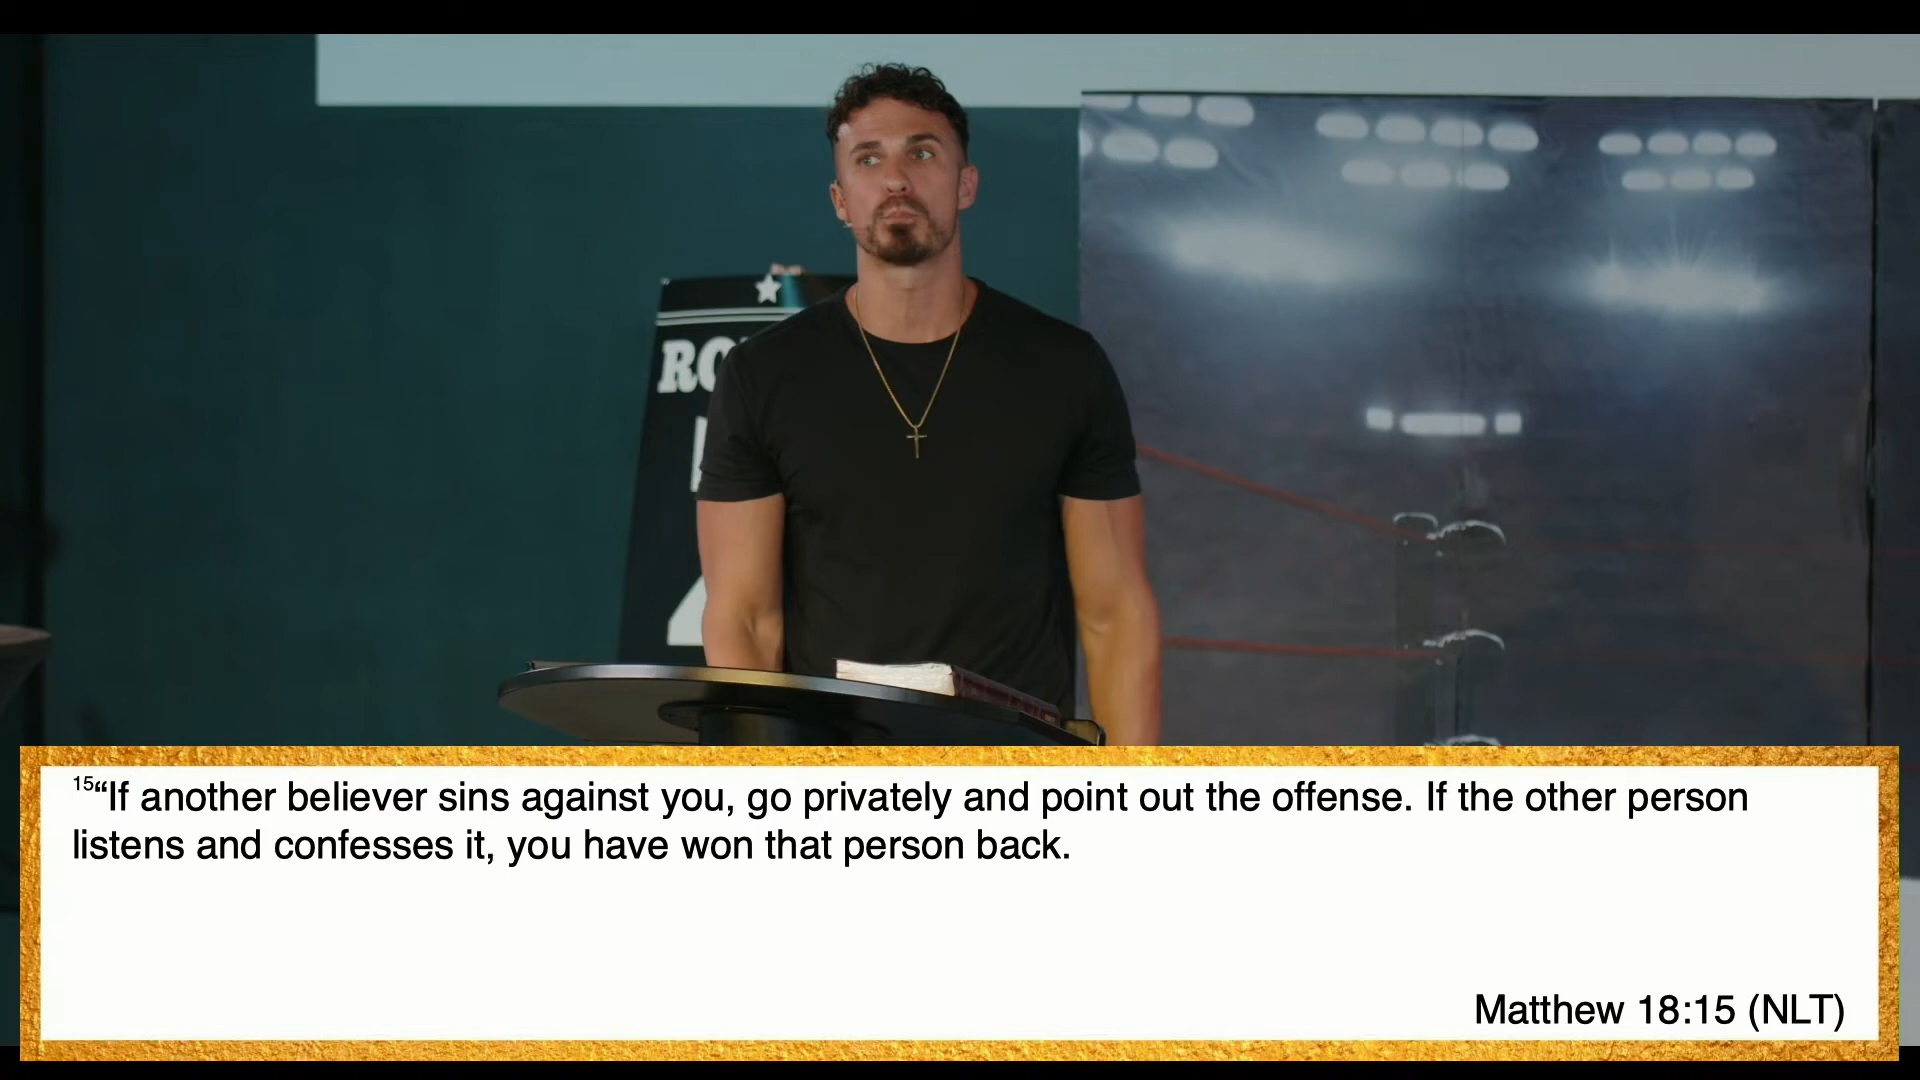 15“If another believer sins against you, go privately and point out the offense. If the other person
listens and confesses it, you have won that person back.
Matthew 18:15 (NLT)